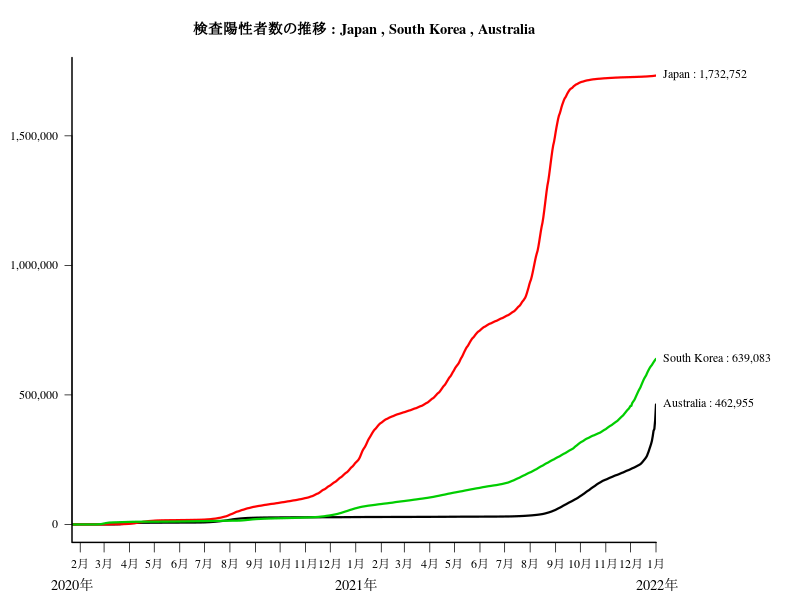 検査陽性者数の推移 : Japan , South Korea , Australia
Japan : 1,732,752
1,500,000
1,000,000
South Korea : 639,083
500,000
Australia : 462,955
0
2月 3月 4月 5月 6月 7月 8月 9月 10月 11月 12月 1月 2月 3月 4月 5月 6月 7月 8月 9月 10月 11月 12月 1月
2020年 2021年 2022年